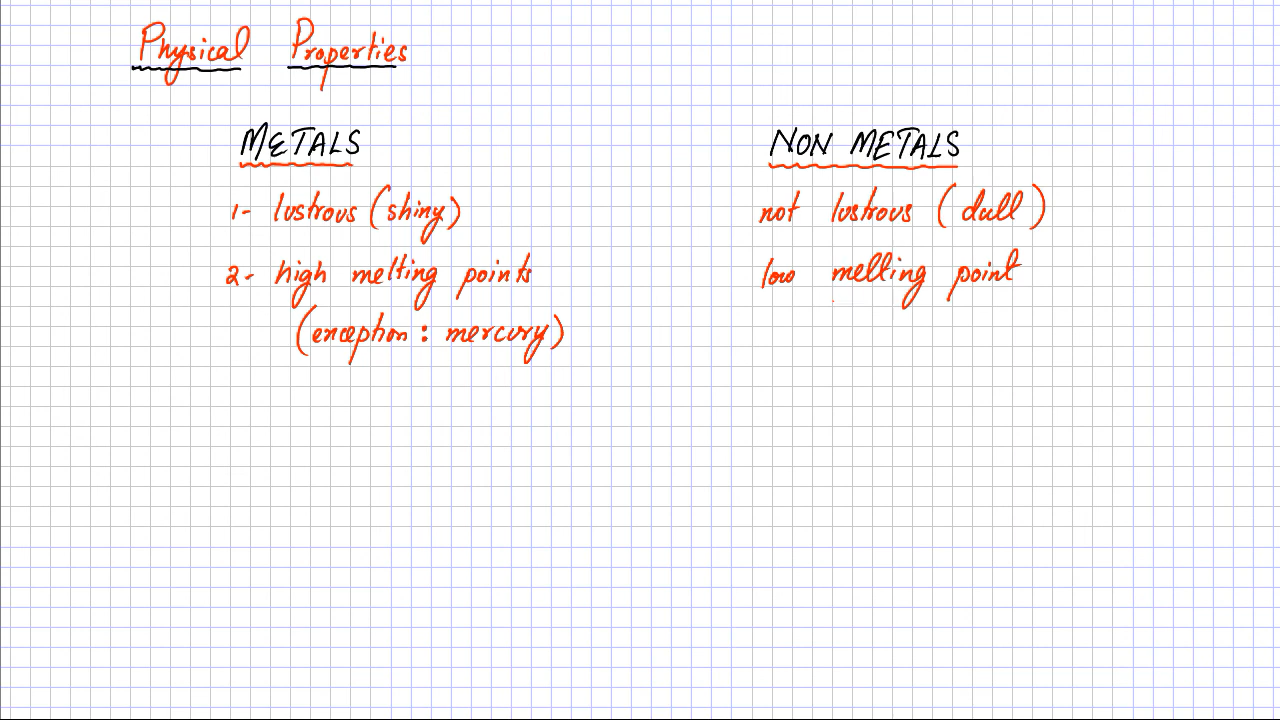 Physical Properties
METALS
NON METALS
1- lustrous (shiny)
not lustrous (dull)
2- high melting points
low melting point
(exception : mercury)